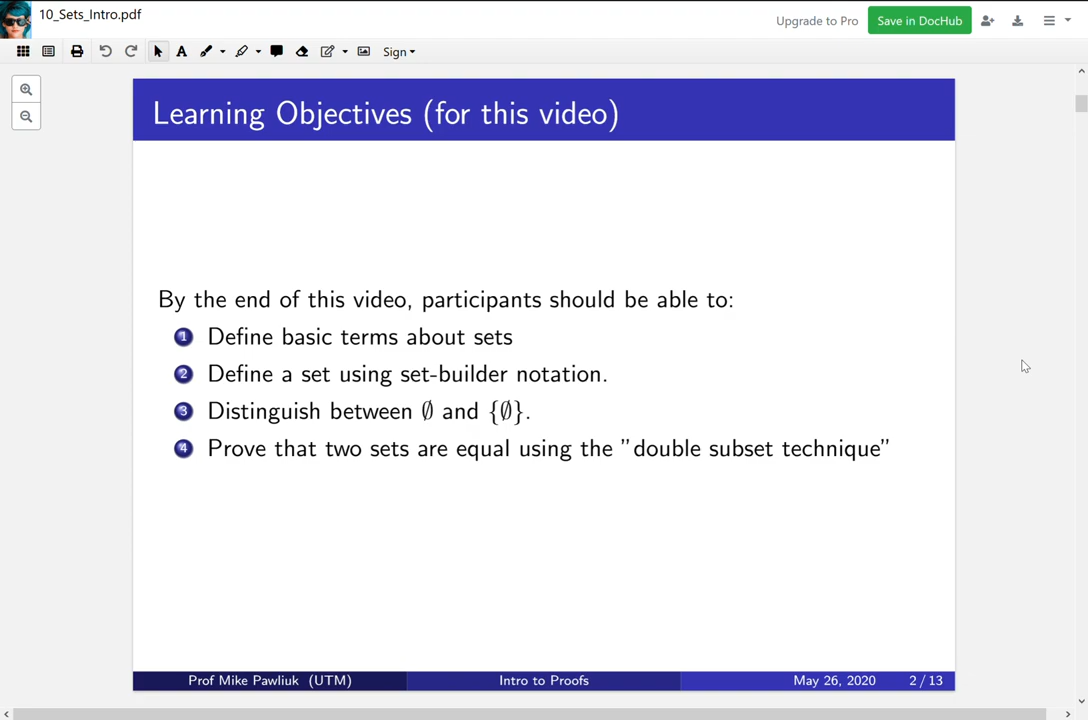 10_Sets_Intro.pdf
Upgrade to Pro
Save in DocHub
A
Sign
Learning Objectives (for this video)
By the end of this video, participants should be able to:
1 Define basic terms about sets
2 Define a set using set-builder notation.
3 Distinguish between ∅ and {∅}.
4 Prove that two sets are equal using the ”double subset technique”
Prof Mike Pawliuk (UTM) Intro to Proofs May 26, 2020 2 / 13